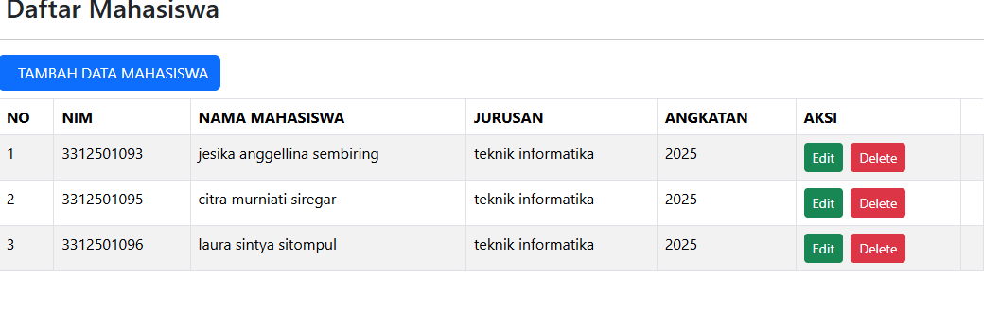 Daftar Mahasiswa
TAMBAH DATA MAHASISWA
NO NIM NAMA MAHASISWA JURUSAN ANGKATAN AKSI
1 3312501093 jesika anggellina sembiring teknik informatika 2025 Edit Delete
2 3312501095 citra murniati siregar teknik informatika 2025 Edit Delete
3 3312501096 laura sintya sitompul teknik informatika 2025 Edit Delete